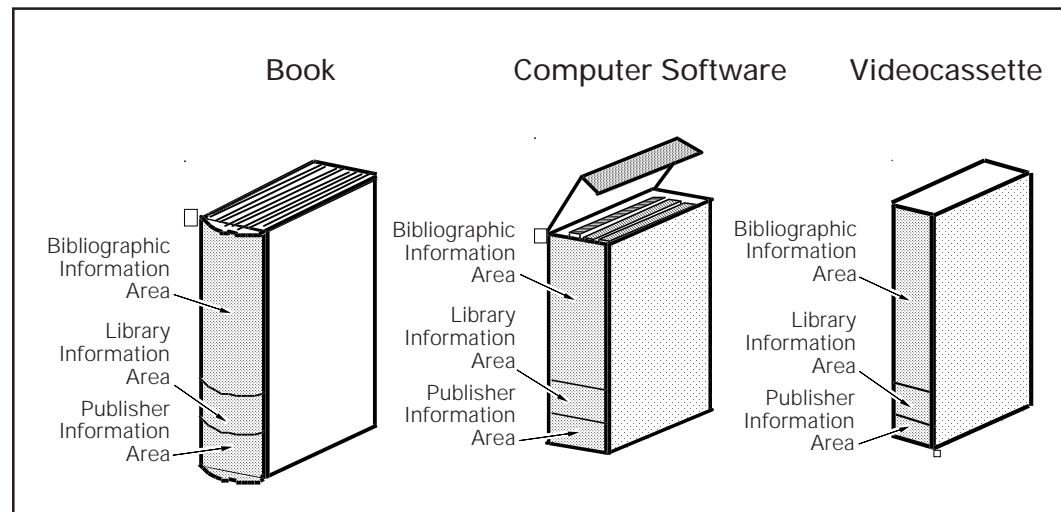 Book
Bibliographic
Information
Area
Library
Information
Area
Publisher
Information
Area
Computer Software
Bibliographic
Information
Area
Library
Information
Area
Publisher
Information
Area
Videocassette
Bibliographic
Information
Area
Library
Information
Area
Publisher
Information
Area